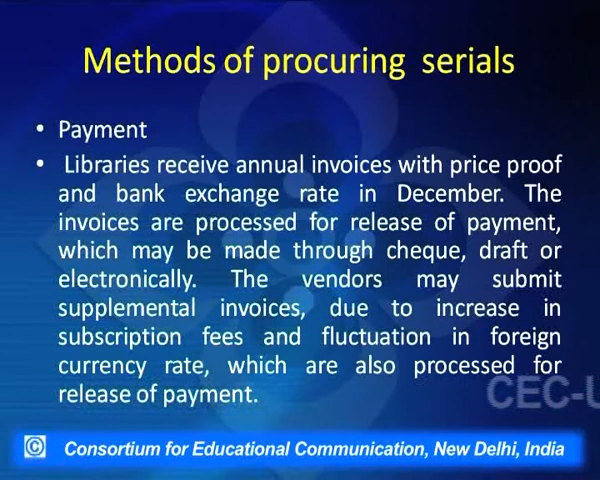 Methods of procuring serials
• Payment
• Libraries receive annual invoices with price proof
and bank exchange rate in December. The
invoices are processed for release of payment,
which may be made through cheque, draft or
electronically. The vendors may submit
supplemental invoices, due to increase in
subscription fees and fluctuation in foreign
currency rate, which are also processed for
release of payment.
CEC-U
© Consortium for Educational Communication, New Delhi, India